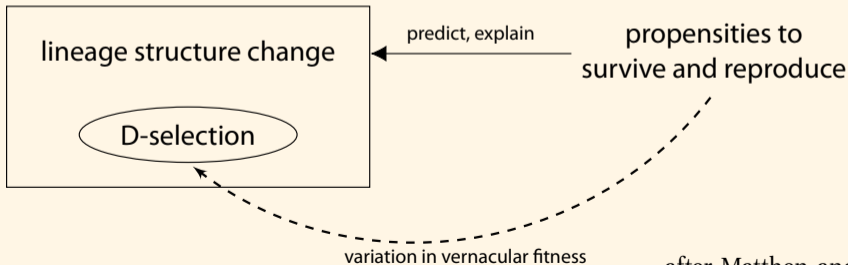 lineage structure change
D-selection
predict, explain
propensities to
survive and reproduce
variation in vernacular fitness
after Matthen and